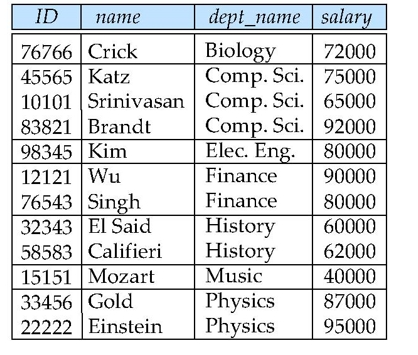 ID name dept_name salary
76766 Crick Biology 72000
45565 Katz Comp. Sci. 75000
10101 Srinivasan Comp. Sci. 65000
83821 Brandt Comp. Sci. 92000
98345 Kim Elec. Eng. 80000
12121 Wu Finance 90000
76543 Singh Finance 80000
32343 El Said History 60000
58583 Califieri History 62000
15151 Mozart Music 40000
33456 Gold Physics 87000
22222 Einstein Physics 95000